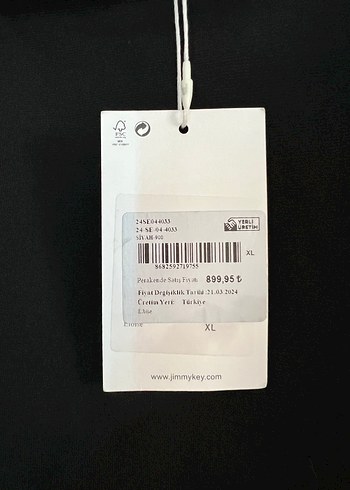 FSC
24SE044033
24-SE-04-4033
SİYAH-900
YERLİ
ÜRETİM
XL
8682592719755
Perakende Satış Fiyatı 899,95 ₺
Fiyat Değişiklik Tarihi :21.03.2024
Üretim Yeri: Türkiye
Elbise
XL
www.jimmykey.com